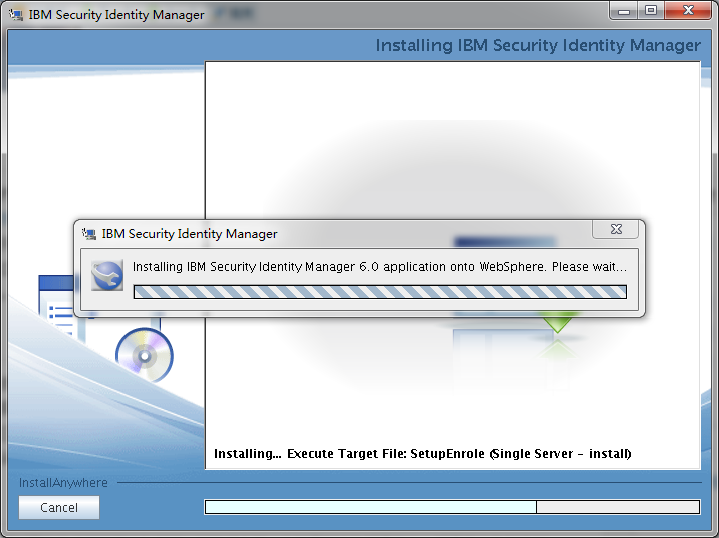 IBM Security Identity Manager
Installing IBM Security Identity Manager
IBM Security Identity Manager
Installing IBM Security Identity Manager 6.0 application onto WebSphere. Please wait...
Installing... Execute Target File: SetupEnrole (Single Server - install)
InstallAnywhere
Cancel